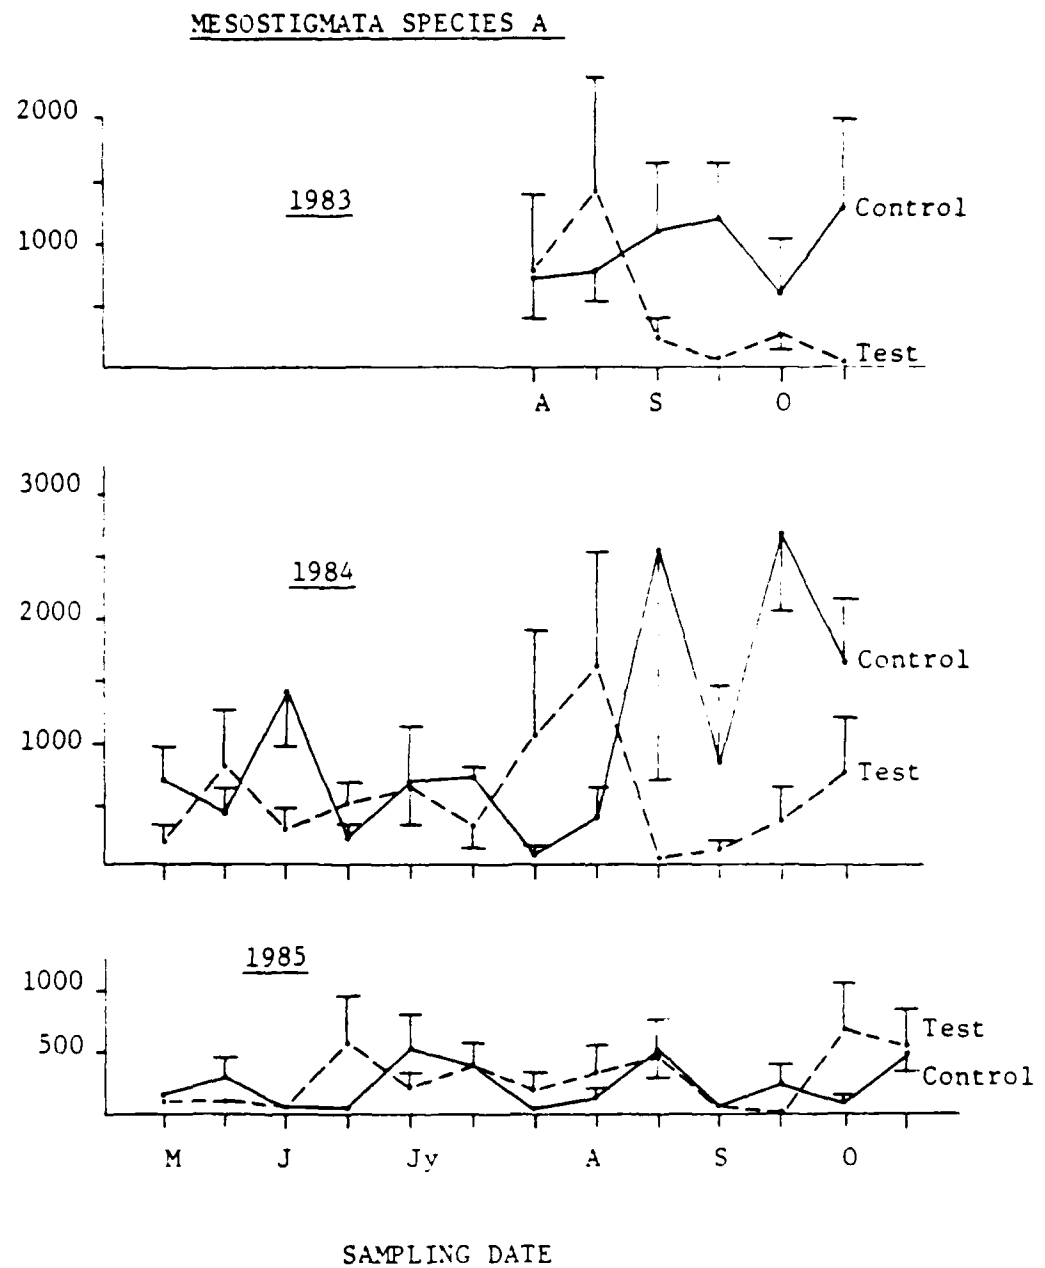 MESOSTIGMATA SPECIES A
2000
1983
Control
1000
Test
A S O
3000
1984
2000
Control
1000
Test
1985
1000
Test
500
Control
M J Jy A S O
SAMPLING DATE